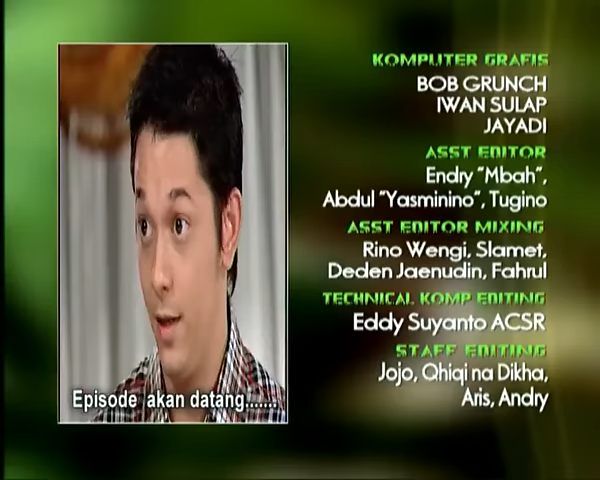 KOMPUTER GRAFIS
BOB GRUNCH
IWAN SULAP
JAYADI
ASST EDITOR
Endry "Mbah",
Abdul "Yasminino", Tugino
ASST EDITOR MIXING
Rino Wengi, Slamet,
Deden Jaenudin, Fahrul
TECHNICAL KOMP EDITING
Eddy Suyanto ACSR
STAFF EDITING
Jojo, Qhiqi na Dikha,
Aris, Andry
Episode akan datang.......